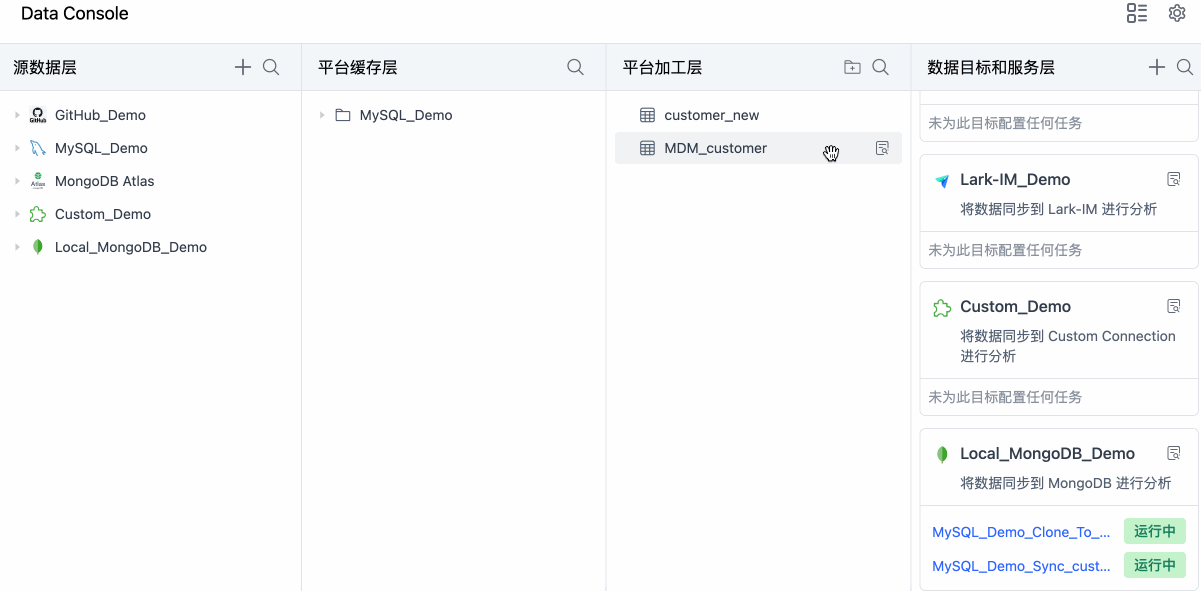 Data Console
源数据层
GitHub_Demo
MySQL_Demo
MongoDB Atlas
Custom_Demo
Local_MongoDB_Demo
平台缓存层
MySQL_Demo
平台加工层
customer_new
MDM_customer
数据目标和服务层
未为此目标配置任何任务
Lark-IM_Demo
将数据同步到 Lark-IM 进行分析
未为此目标配置任何任务
Custom_Demo
将数据同步到 Custom Connection
进行分析
未为此目标配置任何任务
Local_MongoDB_Demo
将数据同步到 MongoDB 进行分析
MySQL_Demo_Clone_To_... 运行中
MySQL_Demo_Sync_cust... 运行中